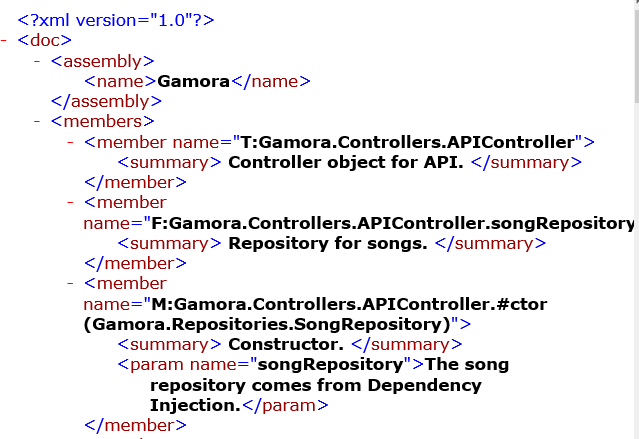 <?xml version="1.0"?>
- <doc>
- <assembly>
<name>Gamora</name>
</assembly>
- <members>
- <member name="T:Gamora.Controllers.APIController">
<summary> Controller object for API. </summary>
</member>
- <member
name="F:Gamora.Controllers.APIController.songRepository
<summary> Repository for songs. </summary>
</member>
- <member
name="M:Gamora.Controllers.APIController.#ctor
(Gamora.Repositories.SongRepository)">
<summary> Constructor. </summary>
<param name="songRepository">The song
repository comes from Dependency
Injection.</param>
</member>